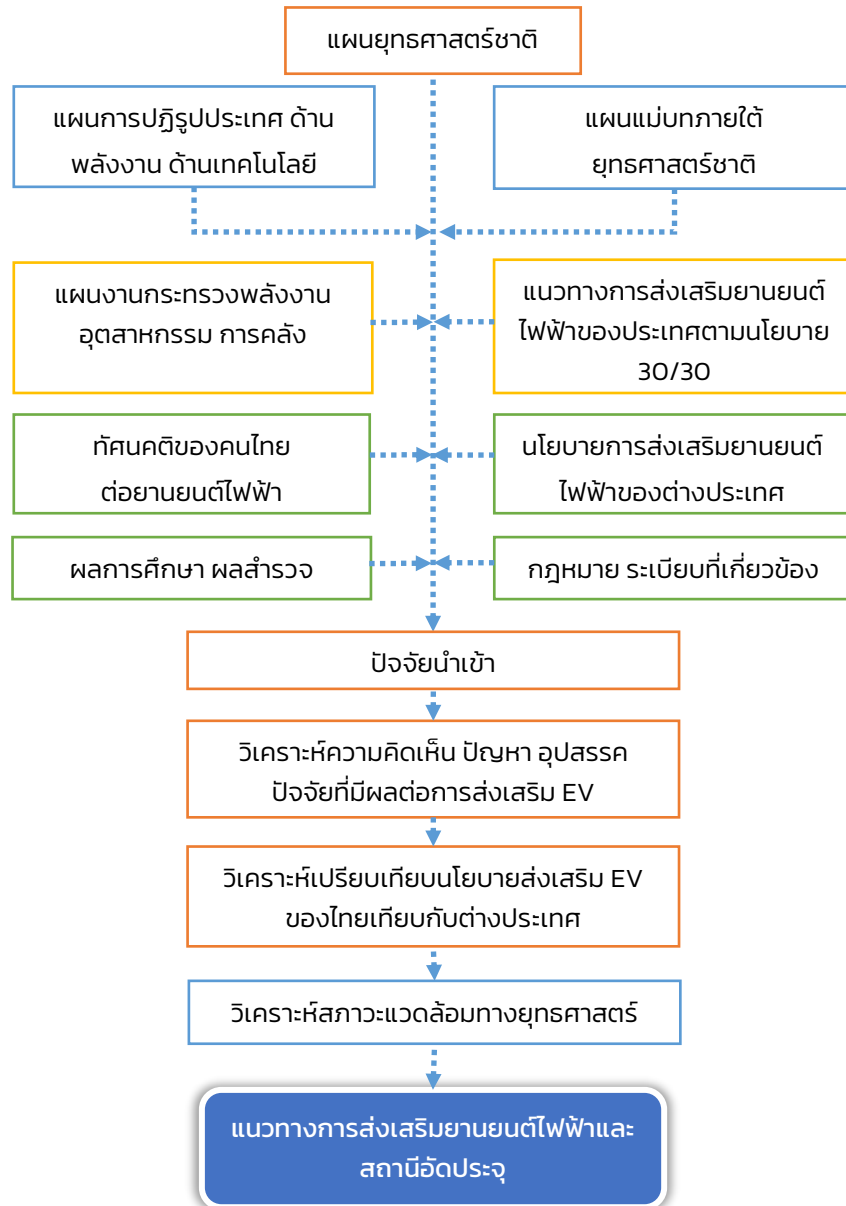 แผนยุทธศาสตร์ชาติ
แผนการปฏิรูปประเทศ ด้าน
พลังงาน ด้านเทคโนโลยี
แผนแม่บทภายใต้
ยุทธศาสตร์ชาติ
แผนงานกระทรวงพลังงาน
อุตสาหกรรม การคลัง
แนวทางการส่งเสริมยานยนต์
ไฟฟ้าของประเทศตามนโยบาย
30/30
ทัศนคติของคนไทย
ต่อยานยนต์ไฟฟ้า
นโยบายการส่งเสริมยานยนต์
ไฟฟ้าของต่างประเทศ
ผลการศึกษา ผลสำรวจ
กฎหมาย ระเบียบที่เกี่ยวข้อง
ปัจจัยนำเข้า
วิเคราะห์ความคิดเห็น ปัญหา อุปสรรค
ปัจจัยที่มีผลต่อการส่งเสริม EV
วิเคราะห์เปรียบเทียบนโยบายส่งเสริม EV
ของไทยเทียบกับต่างประเทศ
วิเคราะห์สภาวะแวดล้อมทางยุทธศาสตร์
แนวทางการส่งเสริมยานยนต์ไฟฟ้าและ
สถานีอัดประจุ